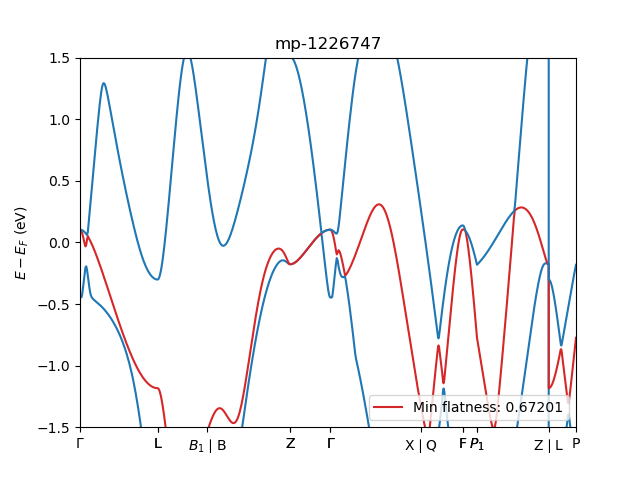 mp-1226747
E − E_F (eV)
1.5
1.0
0.5
0.0
−0.5
−1.0
−1.5
Min flatness: 0.67201
Γ L B₁ | B Z Γ X | Q F P₁ Z | L P